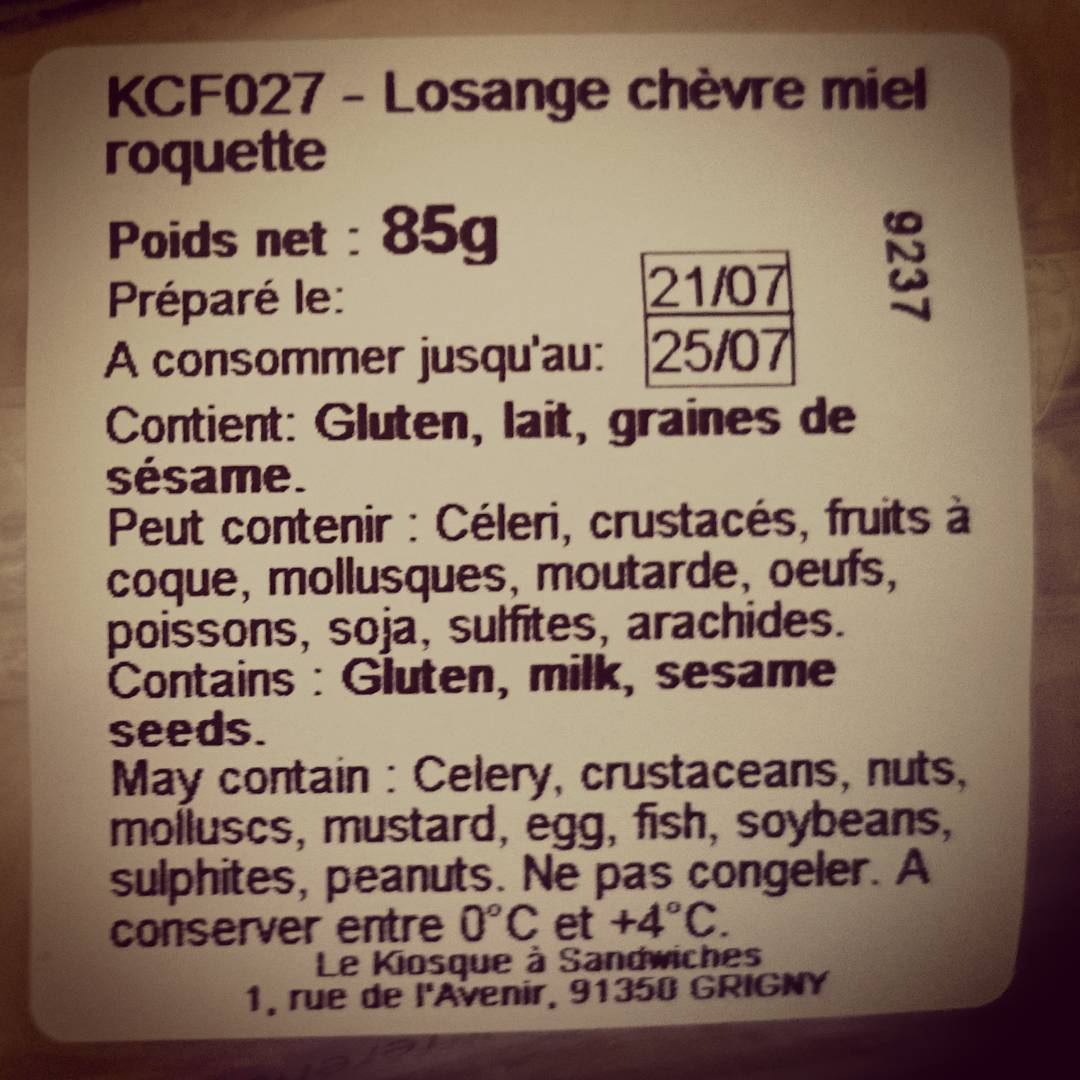 KCF027 - Losange chèvre miel
roquette
Poids net : 85g
Préparé le: 21/07
A consommer jusqu'au: 25/07
9237
Contient: Gluten, lait, graines de
sésame.
Peut contenir : Céleri, crustacés, fruits à
coque, mollusques, moutarde, oeufs,
poissons, soja, sulfites, arachides.
Contains : Gluten, milk, sesame
seeds.
May contain : Celery, crustaceans, nuts,
molluscs, mustard, egg, fish, soybeans,
sulphites, peanuts. Ne pas congeler. A
conserver entre 0°C et +4°C.
Le Kiosque à Sandwiches
1, rue de l'Avenir, 91350 GRIGNY